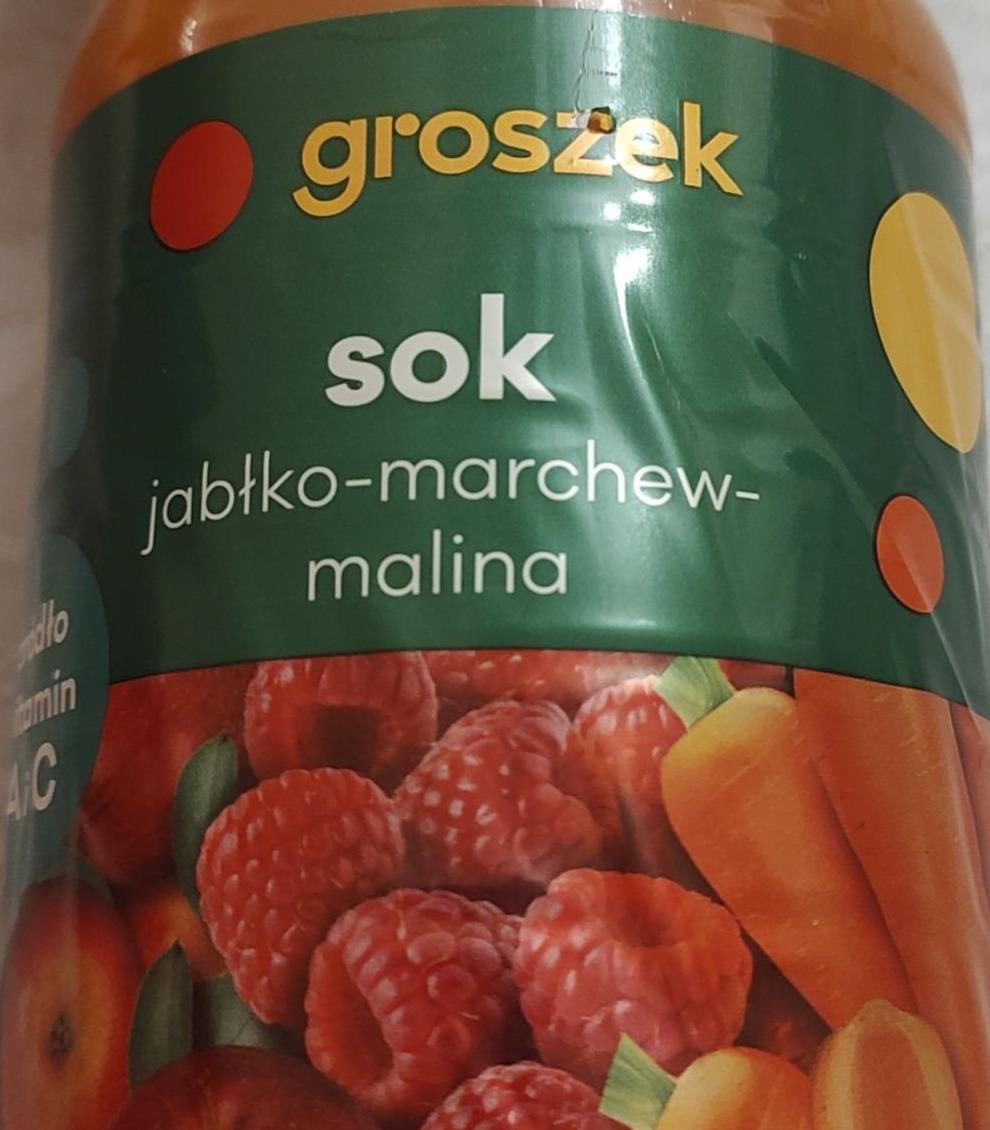 groszek
sok
jabłko-marchew-
malina
A i C